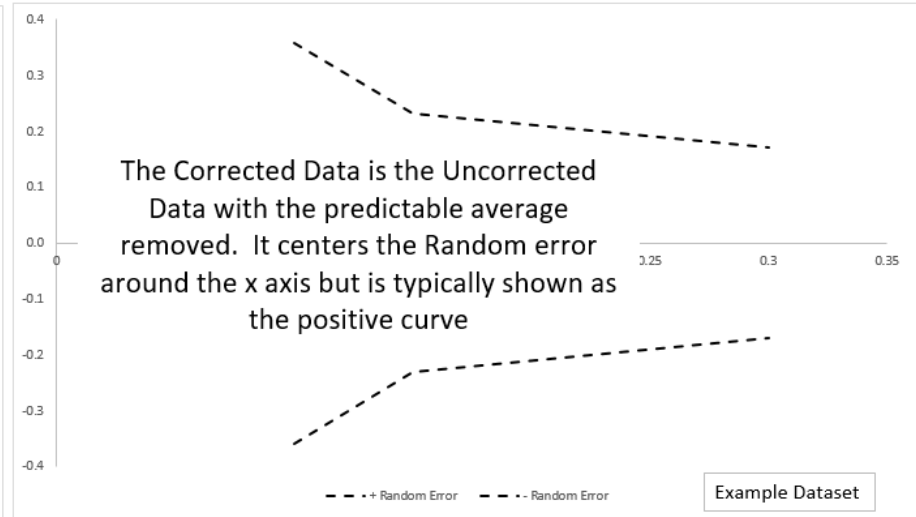 0.4
0.3
0.2
The Corrected Data is the Uncorrected
0.1
Data with the predictable average
removed.  It centers the Random error
0.0
0
0.25
0.3
0.35
around the x axis but is typically shown as
-0.1
the positive curve
-0.2
-0.3
-0.4
+ Random Error
- Random Error
Example Dataset